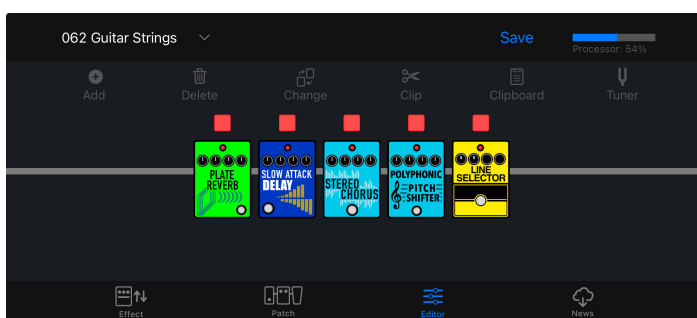 062 Guitar Strings
Save
Processor: 54%
Add
Delete
Change
Clip
Clipboard
Tuner
PLATE
REVERB
SLOW ATTACK
DELAY
STEREO
CHORUS
POLYPHONIC
PITCH
SHIFTER
LINE
SELECTOR
Effect
Patch
Editor
News